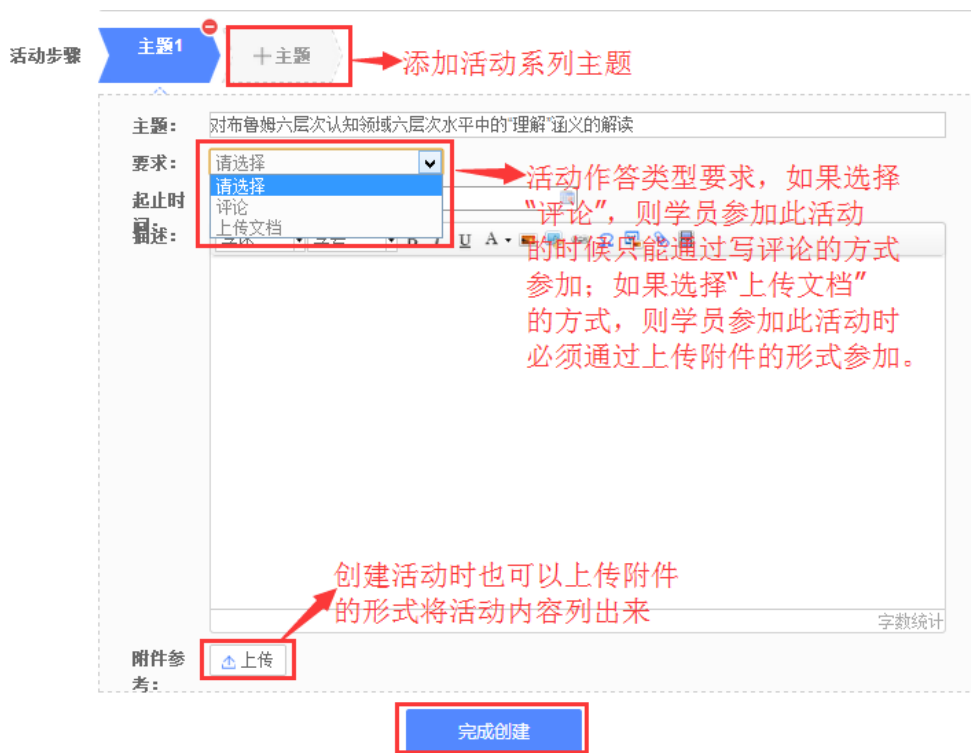 活动步骤
主题1
＋主题
添加活动系列主题
主题：
对布鲁姆六层次认知领域六层次水平中的“理解”涵义的解读
要求：
请选择
请选择
评论
上传文档
活动作答类型要求，如果选择
“评论”，则学员参加此活动
的时候只能通过写评论的方式
参加；如果选择“上传文档”
的方式，则学员参加此活动时
必须通过上传附件的形式参加。
起止时
间：
描述：
U A
创建活动时也可以上传附件
的形式将活动内容列出来
字数统计
附件参
考：
上传
完成创建